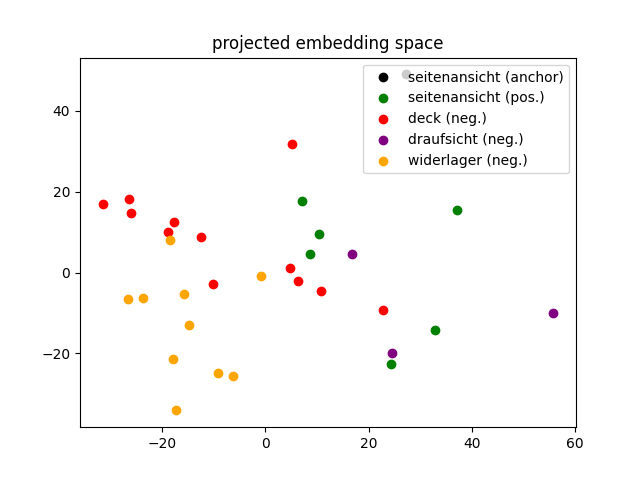 projected embedding space
seitenansicht (anchor)
seitenansicht (pos.)
deck (neg.)
draufsicht (neg.)
widerlager (neg.)
40
20
0
−20
−20
0
20
40
60